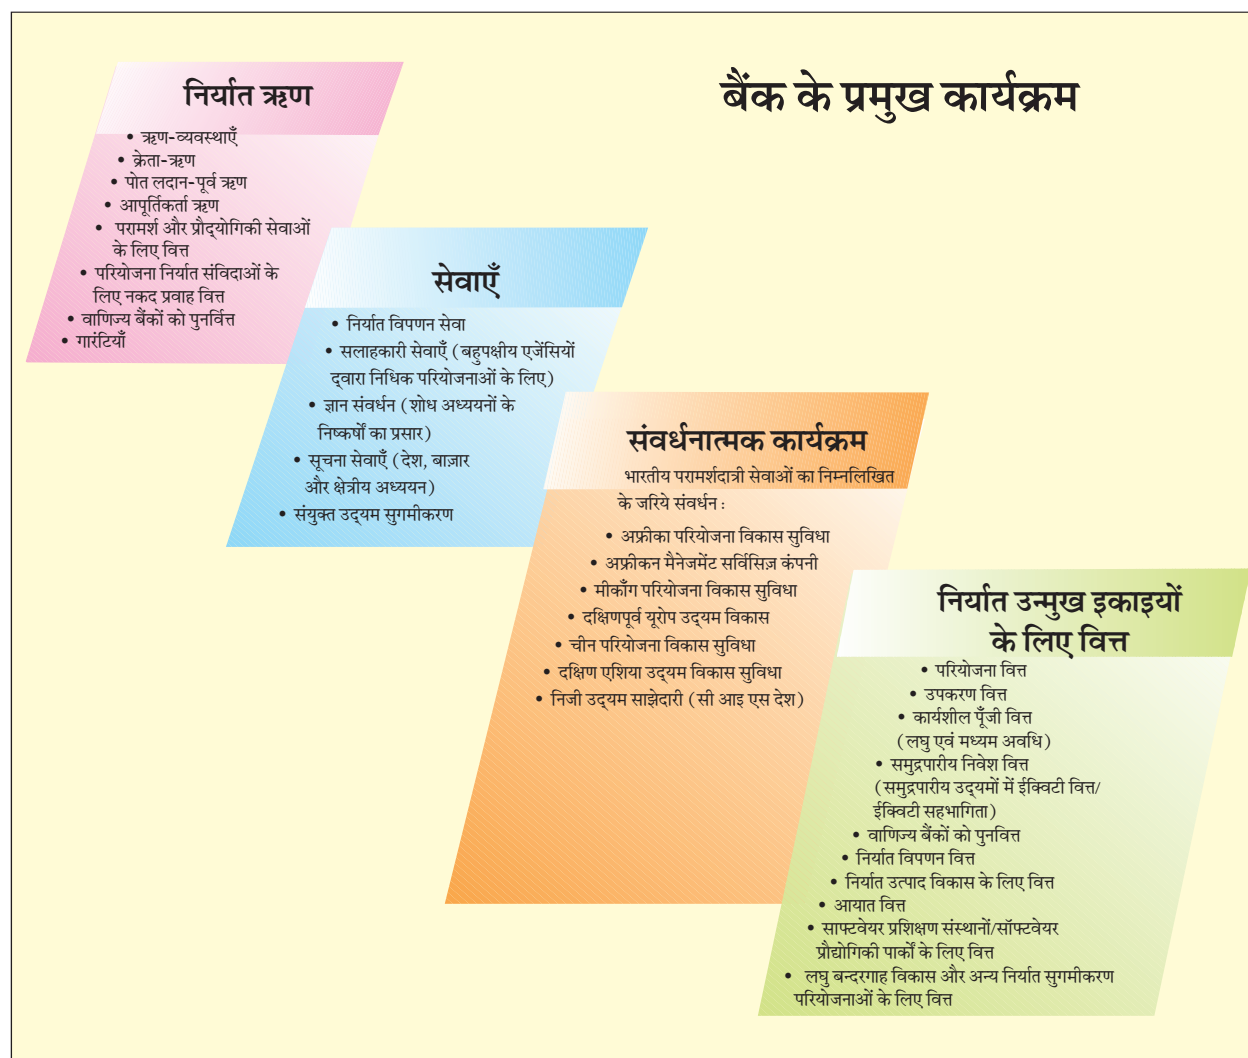 बैंक के प्रमुख कार्यक्रम
निर्यात ऋण
• ऋण-व्यवस्थाएँ
• क्रेता-ऋण
• पोत लदान-पूर्व ऋण
• आपूर्तिकर्ता ऋण
• परामर्श और प्रौद्योगिकी सेवाओं
के लिए वित्त
• परियोजना निर्यात संविदाओं के
लिए नकद प्रवाह वित्त
• वाणिज्य बैंकों को पुनर्वित्त
• गारंटियाँ
सेवाएँ
• निर्यात विपणन सेवा
• सलाहकारी सेवाएँ (बहुपक्षीय एजेंसियों
द्वारा निधिक परियोजनाओं के लिए)
• ज्ञान संवर्धन (शोध अध्ययनों के
निष्कर्षों का प्रसार)
• सूचना सेवाएँ (देश, बाज़ार
और क्षेत्रीय अध्ययन)
• संयुक्त उद्यम सुगमीकरण
संवर्धनात्मक कार्यक्रम
भारतीय परामर्शदात्री सेवाओं का निम्नलिखित
के जरिये संवर्धन :
• अफ्रीका परियोजना विकास सुविधा
• अफ्रीकन मैनेजमेंट सर्विसिज़ कंपनी
• मीकाँग परियोजना विकास सुविधा
• दक्षिणपूर्व यूरोप उद्यम विकास
• चीन परियोजना विकास सुविधा
• दक्षिण एशिया उद्यम विकास सुविधा
• निजी उद्यम साझेदारी (सी आइ एस देश)
निर्यात उन्मुख इकाइयों
के लिए वित्त
• परियोजना वित्त
• उपकरण वित्त
• कार्यशील पूँजी वित्त
(लघु एवं मध्यम अवधि)
• समुद्रपारीय निवेश वित्त
(समुद्रपारीय उद्यमों में ईक्विटी वित्त/
ईक्विटी सहभागिता)
• वाणिज्य बैंकों को पुनवित्त
• निर्यात विपणन वित्त
• निर्यात उत्पाद विकास के लिए वित्त
• आयात वित्त
• साफ्टवेयर प्रशिक्षण संस्थानों/सॉफ्टवेयर
प्रौद्योगिकी पार्कों के लिए वित्त
• लघु बन्दरगाह विकास और अन्य निर्यात सुगमीकरण
परियोजनाओं के लिए वित्त